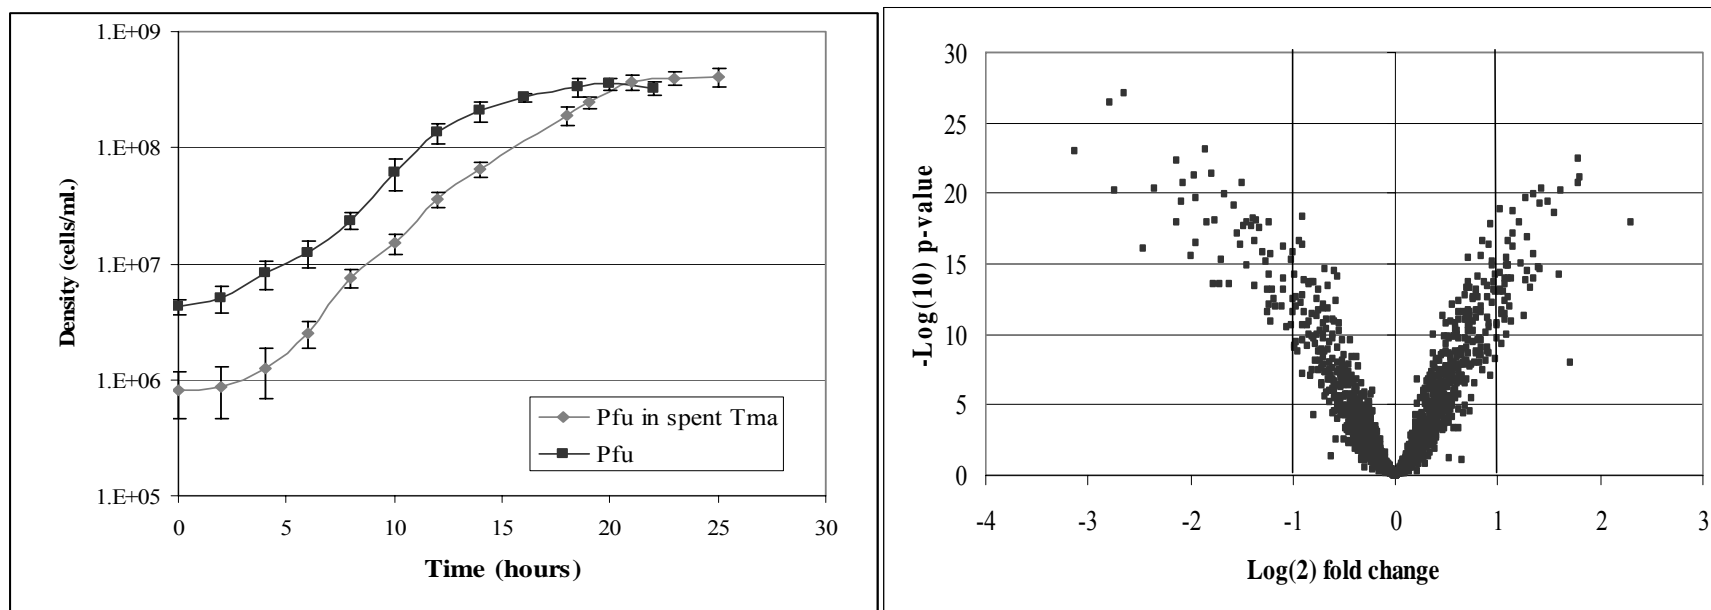 1.E+09
1.E+08
1.E+07
1.E+06
1.E+05
Density (cells/ml.)
0
5
10
15
20
25
30
Time (hours)
Pfu in spent Tma
Pfu
30
25
20
15
10
5
0
-Log(10) p-value
-4
-3
-2
-1
0
1
2
3
Log(2) fold change